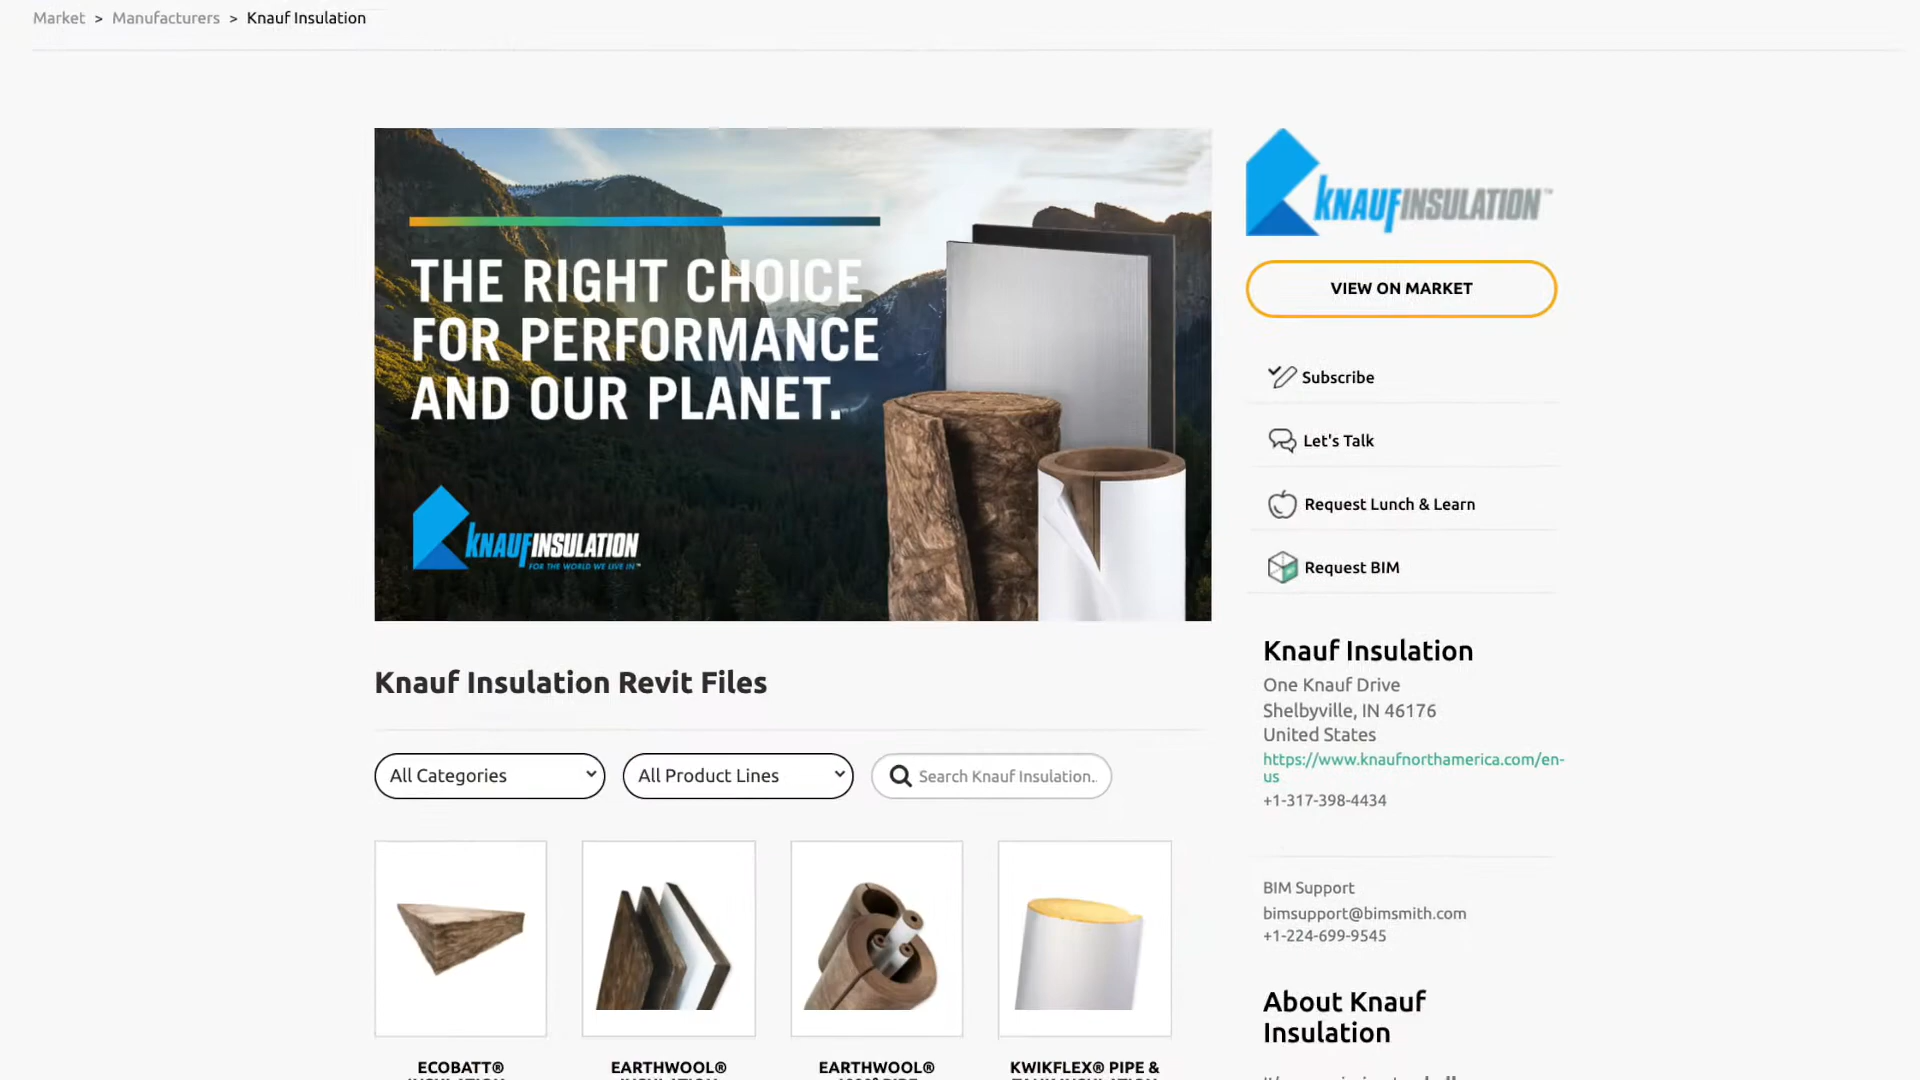 Market > Manufacturers > Knauf Insulation
THE RIGHT CHOICE
FOR PERFORMANCE
AND OUR PLANET.
KNAUFINSULATION
FOR THE WORLD WE LIVE IN™
KNAUFINSULATION™
VIEW ON MARKET
Subscribe
Let's Talk
Request Lunch & Learn
Request BIM
Knauf Insulation
One Knauf Drive
Shelbyville, IN 46176
United States
https://www.knaufnorthamerica.com/en-
us
+1-317-398-4434
BIM Support
bimsupport@bimsmith.com
+1-224-699-9545
About Knauf
Insulation
Knauf Insulation Revit Files
All Categories
All Product Lines
Search Knauf Insulation..
ECOBATT®
EARTHWOOL®
EARTHWOOL®
KWIKFLEX® PIPE &